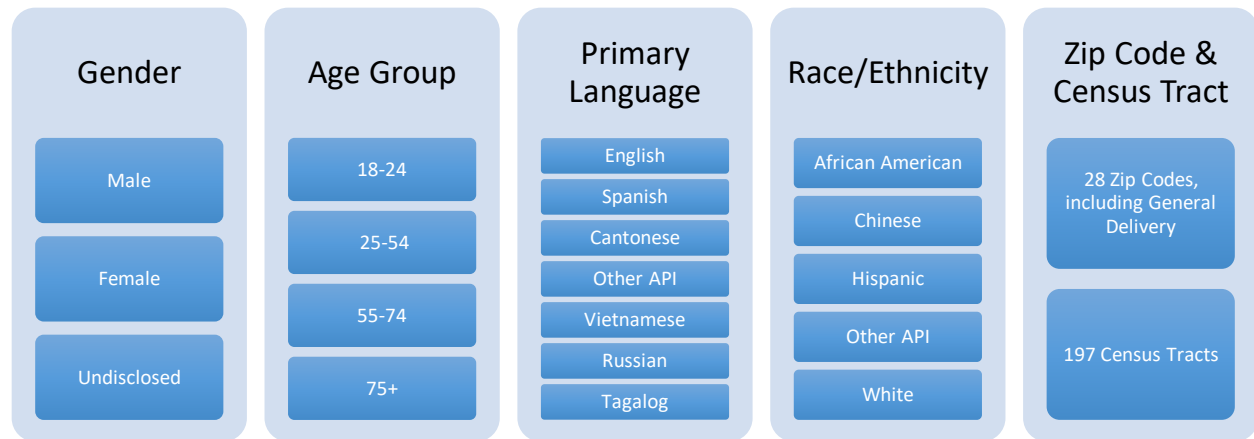 Gender
Male
Female
Undisclosed
Age Group
18-24
25-54
55-74
75+
Primary
Language
English
Spanish
Cantonese
Other API
Vietnamese
Russian
Tagalog
Race/Ethnicity
African American
Chinese
Hispanic
Other API
White
Zip Code &
Census Tract
28 Zip Codes,
including General
Delivery
197 Census Tracts